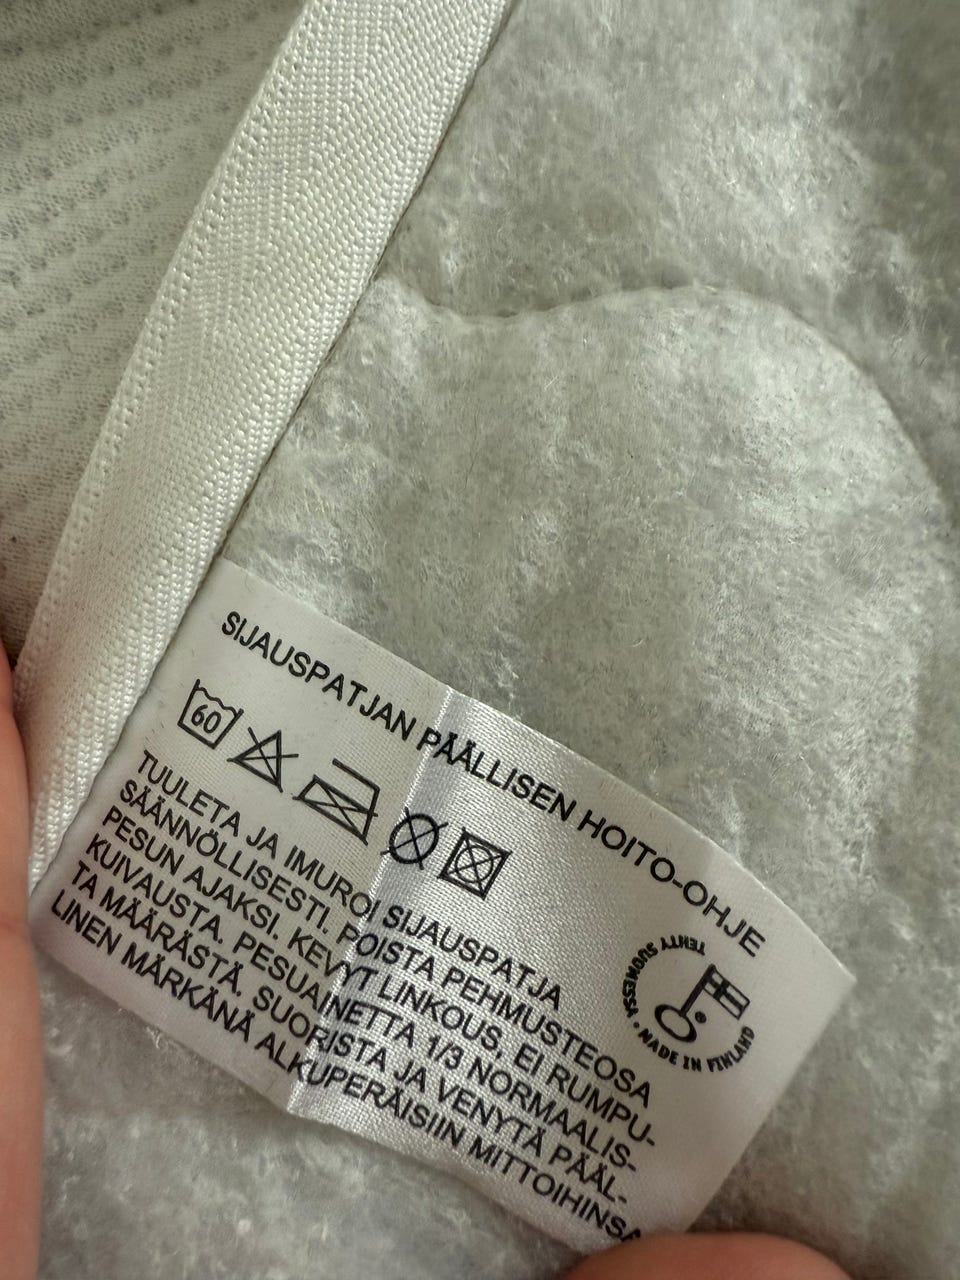 SIJAUSPATJAN PÄÄLLISEN HOITO-OHJE
60
TUULETA JA IMUROI SIJAUSPATJA
SÄÄNNÖLLISESTI. POISTA PEHMUSTEOSA
PESUN AJAKSI. KEVYT LINKOUS, EI RUMPU-
KUIVAUSTA. PESUAINETTA 1/3 NORMAALIS-
TA MÄÄRÄSTÄ. SUORISTA JA VENYTÄ PÄÄL-
LINEN MÄRKÄNÄ ALKUPERÄISIIN MITTOIHINSA
TEHTY SUOMESSA • MADE IN FINLAND